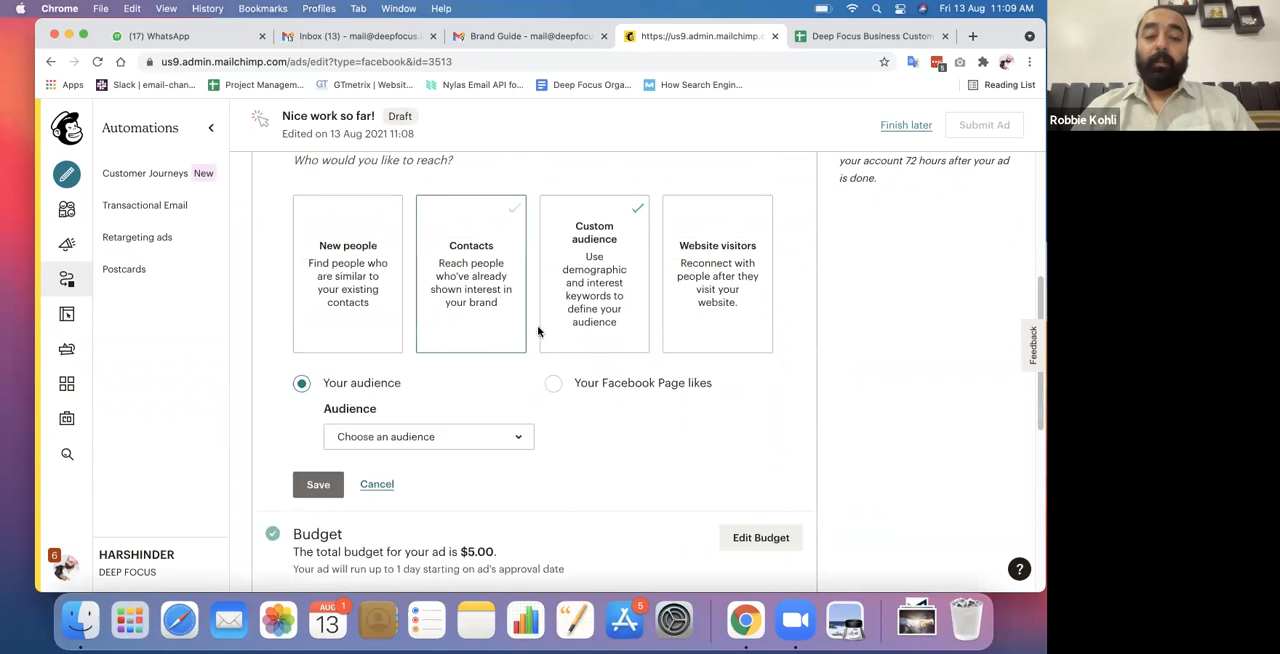 Chrome File Edit View History Bookmarks Profiles Tab Window Help
Fri 13 Aug 11:09 AM
(17) WhatsApp
Inbox (13) - mail@deepfocus.i
Brand Guide - mail@deepfocu
https://us9.admin.mailchimp.c
Deep Focus Business Custom
us9.admin.mailchimp.com/ads/edit?type=facebook&id=3513
Apps
Slack | email-chan...
Project Managem...
GT GTmetrix | Websit...
Nylas Email API fo...
Deep Focus Orga...
How Search Engin...
Reading List
Robbie Kohli
Automations
Customer Journeys New
Transactional Email
Retargeting ads
Postcards
6
HARSHINDER
DEEP FOCUS
Nice work so far! Draft
Edited on 13 Aug 2021 11:08
Finish later
Submit Ad
Who would you like to reach?
your account 72 hours after your ad
is done.
New people
Find people who
are similar to
your existing
contacts
Contacts
Reach people
who've already
shown interest in
your brand
Custom
audience
Use
demographic
and interest
keywords to
define your
audience
Website visitors
Reconnect with
people after they
visit your
website.
Your audience
Your Facebook Page likes
Audience
Choose an audience
Save
Cancel
Budget
The total budget for your ad is $5.00.
Your ad will run up to 1 day starting on ad's approval date
Edit Budget
Feedback
?
AUG
13
1
5